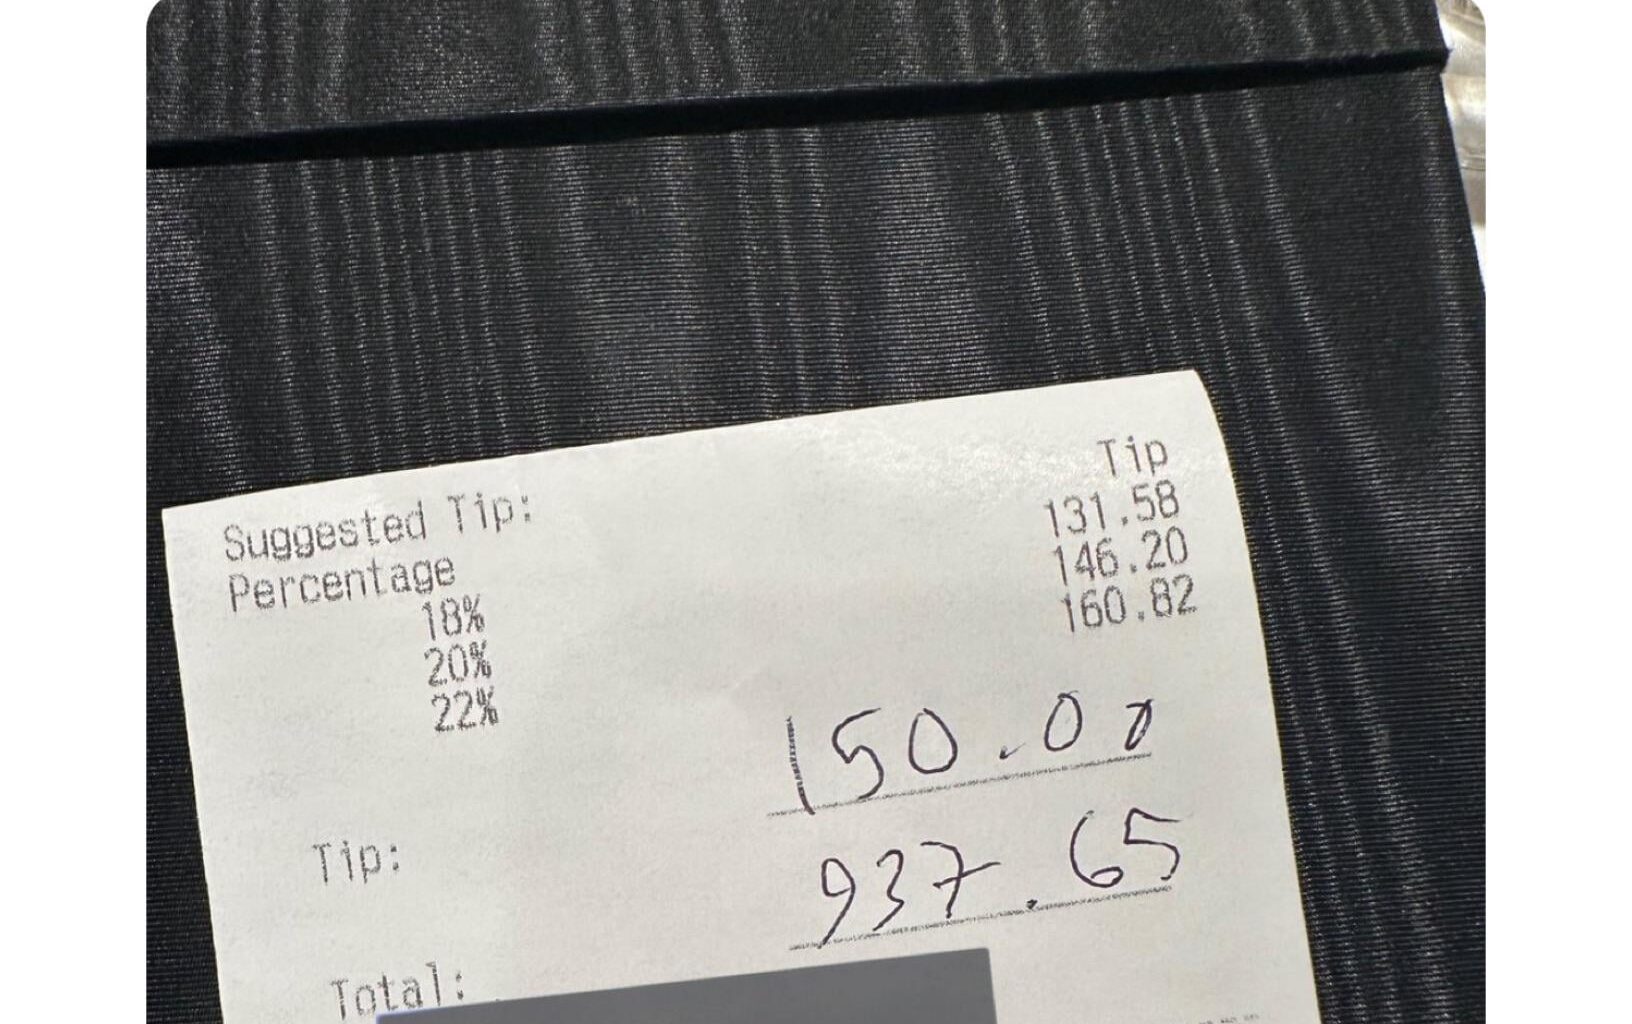 Tip
Suggested Tip:
Percentage
18% 131.58
20% 146.20
22% 160.82
Tip: 150.00
Total: 937.65